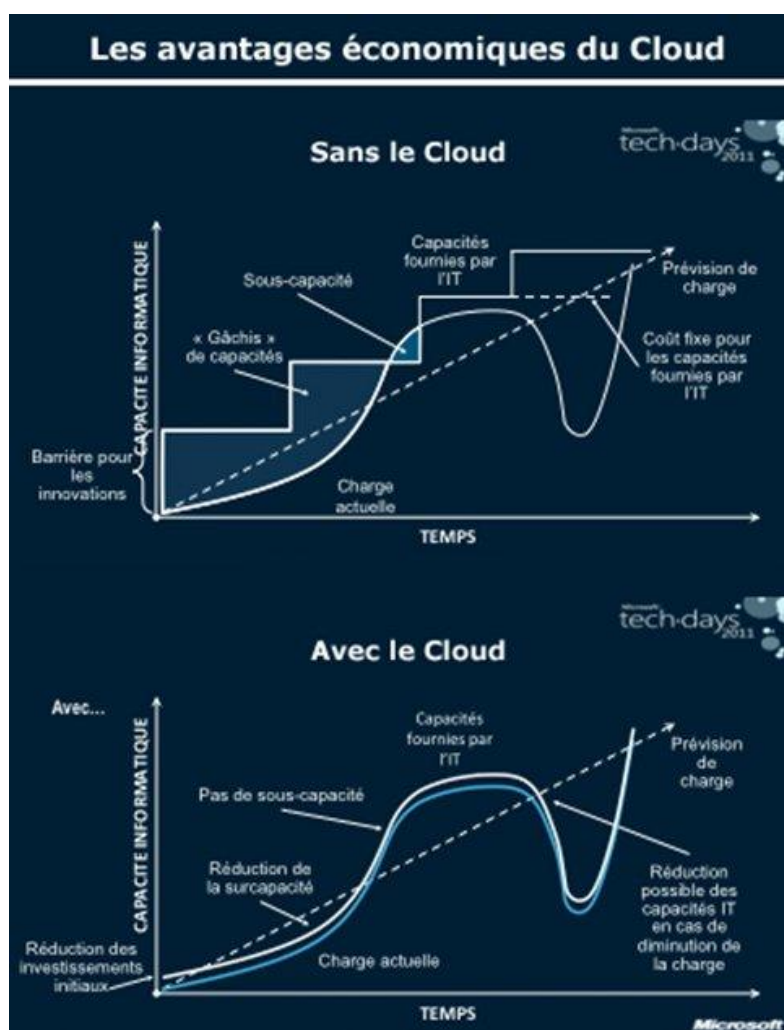 Les avantages économiques du Cloud
Microsoft
tech·days
2011
Sans le Cloud
CAPACITE INFORMATIQUE
Capacités
fournies par
l'IT
Sous-capacité
Prévision de
charge
« Gâchis »
de capacités
Coût fixe pour
les capacités
fournies par
l'IT
Barrière pour
les
innovations
Charge
actuelle
TEMPS
Microsoft
tech·days
2011
Avec le Cloud
Avec...
CAPACITE INFORMATIQUE
Capacités
fournies par
l'IT
Prévision
de
charge
Pas de sous-capacité
Réduction de
la surcapacité
Réduction
possible des
capacités IT
en cas de
diminution de
la charge
Réduction des
investissements
initiaux
Charge actuelle
TEMPS
Microsoft